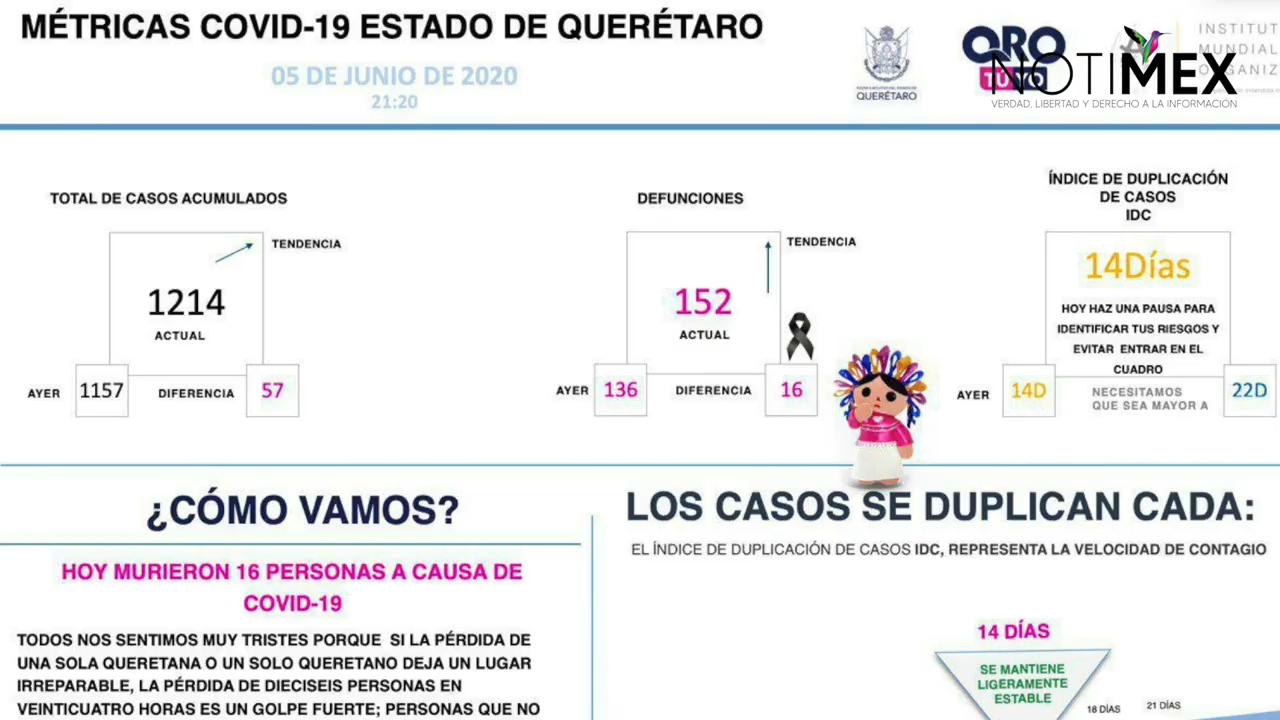 MÉTRICAS COVID-19 ESTADO DE QUERÉTARO
05 DE JUNIO DE 2020
21:20
QUERÉTARO
QRO
TÚ YO
INSTITUT
MUNDIAL
NOTIMEX
VERDAD, LIBERTAD Y DERECHO A LA INFORMACIÓN
TOTAL DE CASOS ACUMULADOS
TENDENCIA
1214
ACTUAL
AYER
1157
DIFERENCIA
57
DEFUNCIONES
TENDENCIA
152
ACTUAL
AYER
136
DIFERENCIA
16
ÍNDICE DE DUPLICACIÓN
DE CASOS
IDC
14Días
HOY HAZ UNA PAUSA PARA
IDENTIFICAR TUS RIESGOS Y
EVITAR ENTRAR EN EL
CUADRO
AYER
14D
NECESITAMOS
QUE SEA MAYOR A
22D
¿CÓMO VAMOS?
HOY MURIERON 16 PERSONAS A CAUSA DE
COVID-19
TODOS NOS SENTIMOS MUY TRISTES PORQUE SI LA PÉRDIDA DE
UNA SOLA QUERETANA O UN SOLO QUERETANO DEJA UN LUGAR
IRREPARABLE, LA PÉRDIDA DE DIECISEIS PERSONAS EN
VEINTICUATRO HORAS ES UN GOLPE FUERTE; PERSONAS QUE NO
LOS CASOS SE DUPLICAN CADA:
EL ÍNDICE DE DUPLICACIÓN DE CASOS IDC, REPRESENTA LA VELOCIDAD DE CONTAGIO
14 DÍAS
SE MANTIENE
LIGERAMENTE
ESTABLE
18 DÍAS
21 DÍAS